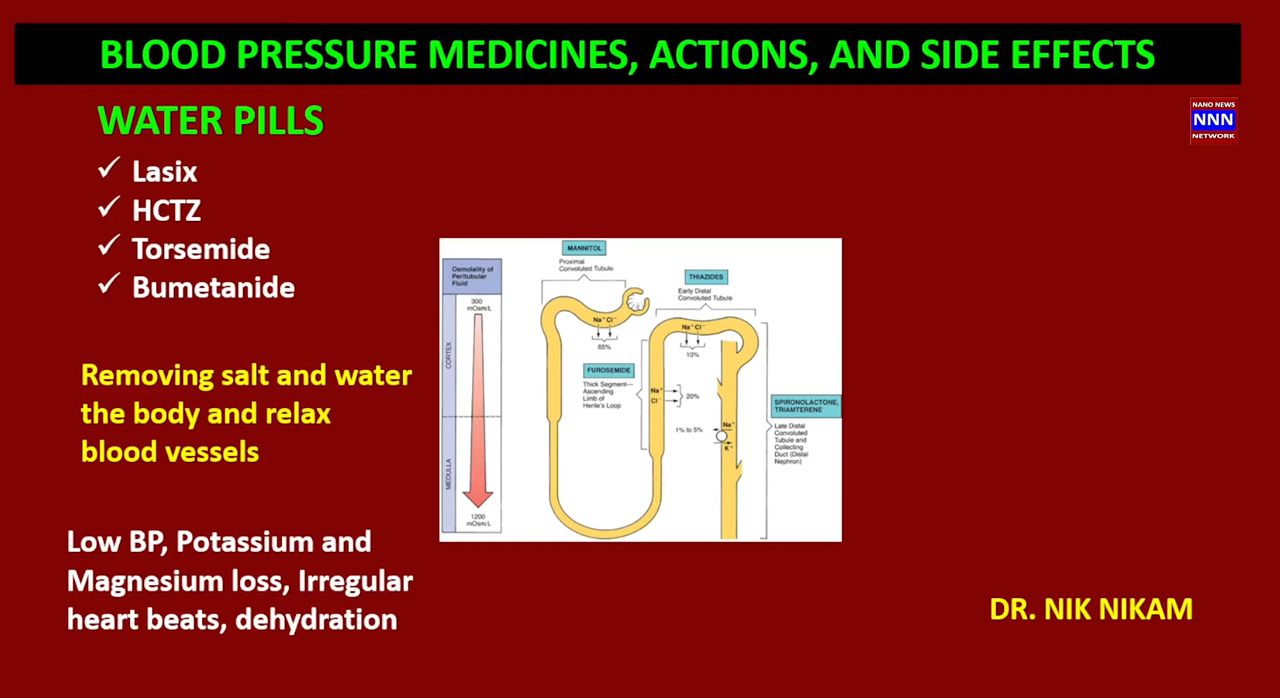 BLOOD PRESSURE MEDICINES, ACTIONS, AND SIDE EFFECTS
NANO NEWS
NNN
NETWORK
WATER PILLS
✓ Lasix
✓ HCTZ
✓ Torsemide
✓ Bumetanide
Removing salt and water
the body and relax
blood vessels
Low BP, Potassium and
Magnesium loss, Irregular
heart beats, dehydration
Osmolality of
Peritubular
Fluid
300
mOsm/L
CORTEX
MEDULLA
1200
mOsm/L
MANNITOL
Proximal
Convoluted Tubule
Na⁺ Cl⁻
65%
THIAZIDES
Early Distal
Convoluted Tubule
Na⁺ Cl⁻
10%
FUROSEMIDE
Thick Segment—
Ascending
Limb of
Henle's Loop
Na⁺
Cl⁻
20%
1% to 5%
Na⁺
K⁺
SPIRONOLACTONE,
TRIAMTERENE
Late Distal
Convoluted
Tubule and
Collecting
Duct (Distal
Nephron)
DR. NIK NIKAM